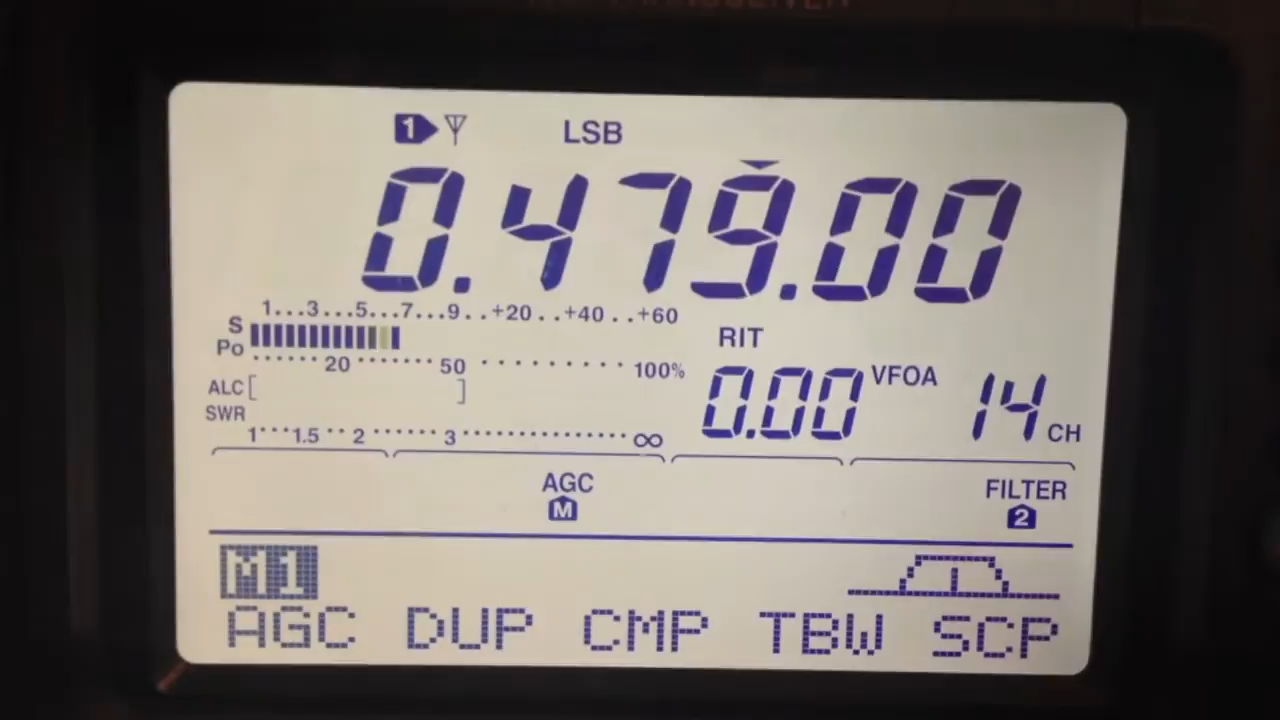 1 LSB
0.479.00
1...3...5...7...9..+20..+40..+60
S
Po
20 50 100%
RIT
0.00 VFOA 14 CH
ALC
SWR
1 1.5 2 3 ∞
AGC FILTER
M 2
M1
AGC DUP CMP TBW SCP